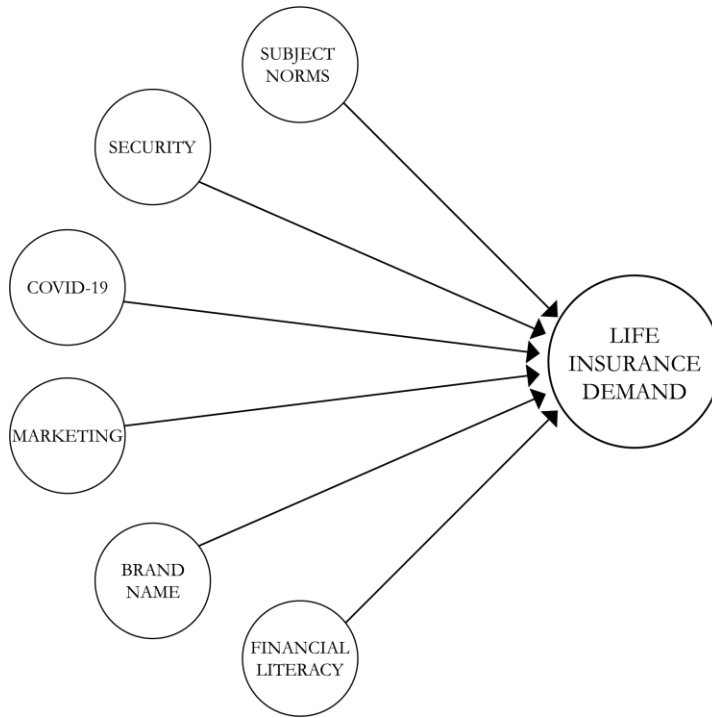 SUBJECT
NORMS
SECURITY
COVID-19
LIFE
INSURANCE
DEMAND
MARKETING
BRAND
NAME
FINANCIAL
LITERACY